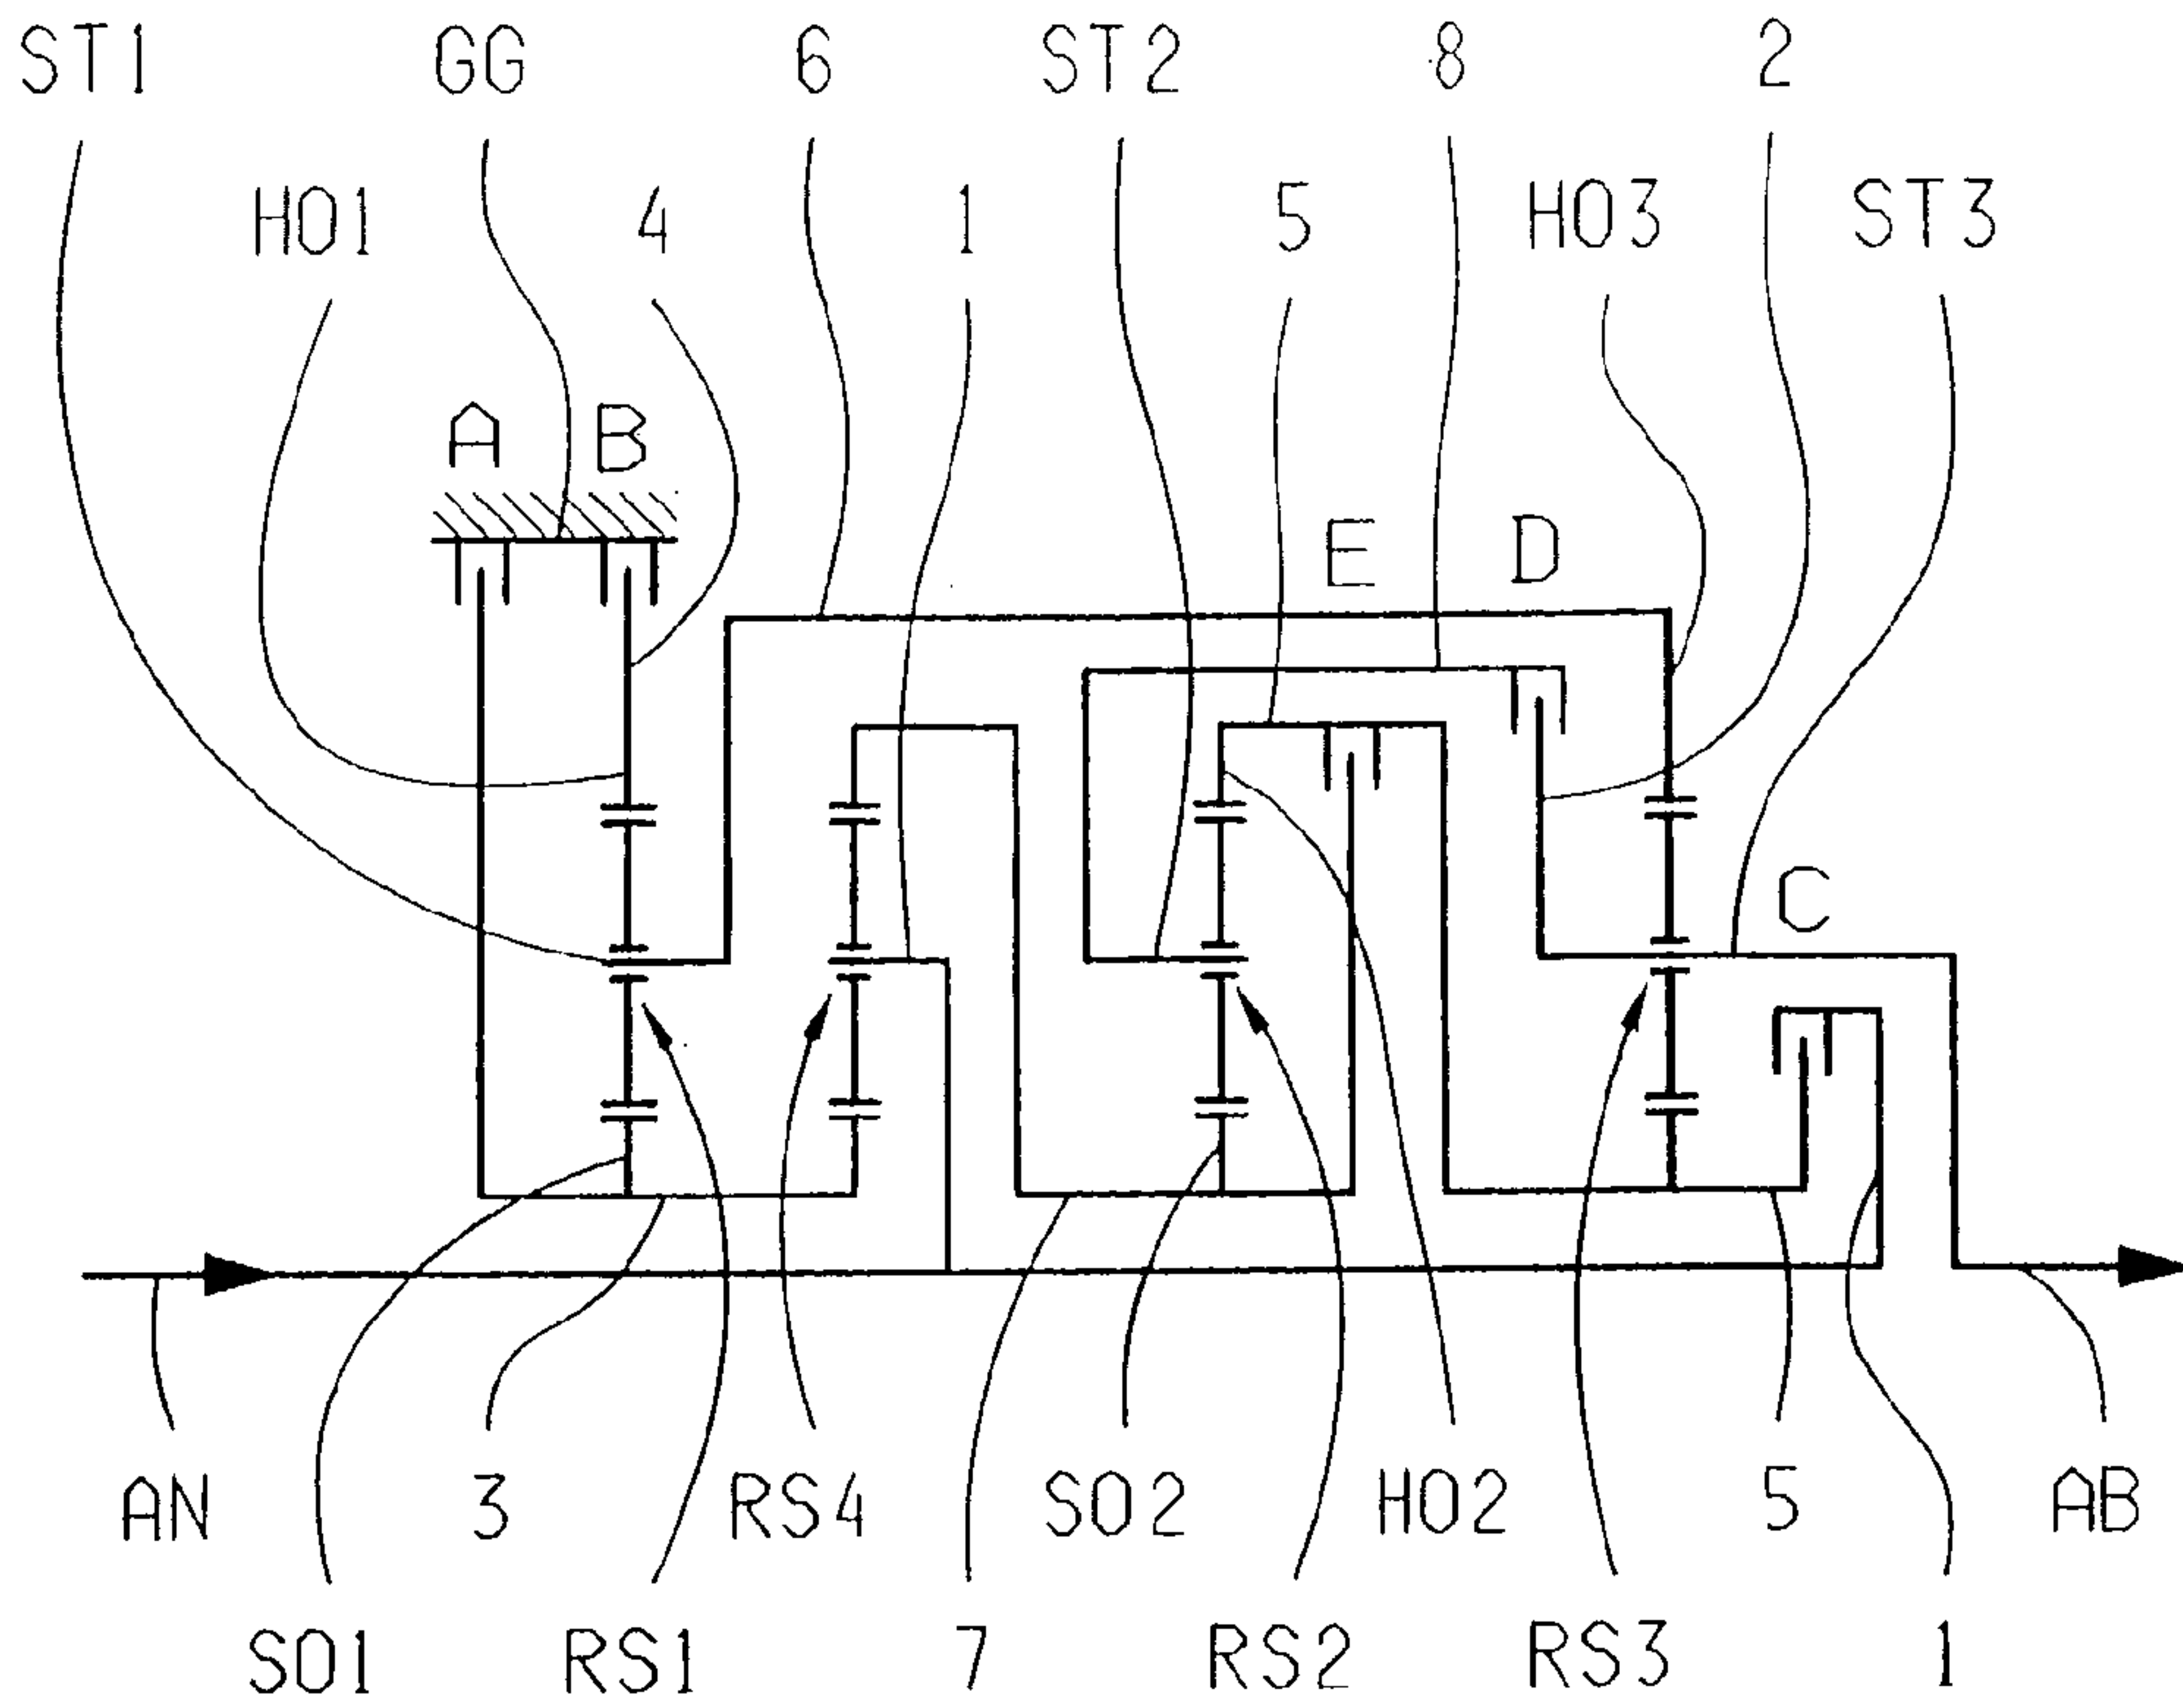 ST1 GG 6 ST2 8 2
HO1 4 1 5 HO3 ST3
A B
E D
C
AN 3 RS4 SO2 HO2 5 AB
SO1 RS1 7 RS2 RS3 1